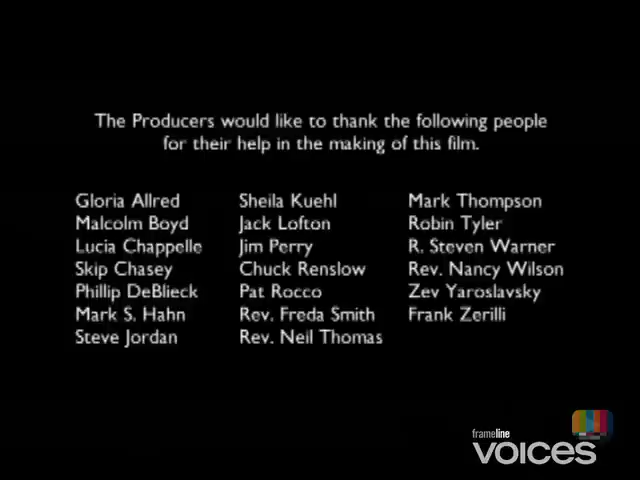 The Producers would like to thank the following people
for their help in the making of this film.
Gloria Allred
Malcolm Boyd
Lucia Chappelle
Skip Chasey
Phillip DeBlieck
Mark S. Hahn
Steve Jordan
Sheila Kuehl
Jack Lofton
Jim Perry
Chuck Renslow
Pat Rocco
Rev. Freda Smith
Rev. Neil Thomas
Mark Thompson
Robin Tyler
R. Steven Warner
Rev. Nancy Wilson
Zev Yaroslavsky
Frank Zerilli
frameline
voices